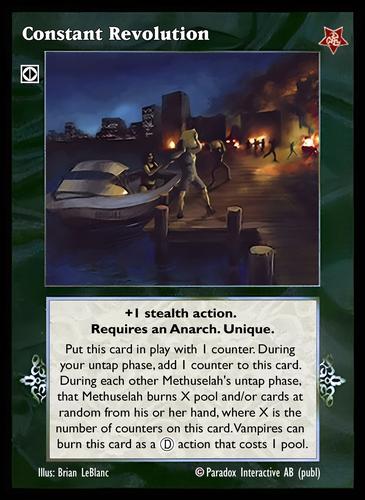 Constant Revolution
+1 stealth action.
Requires an Anarch. Unique.
Put this card in play with 1 counter. During
your untap phase, add 1 counter to this card.
During each other Methuselah's untap phase,
that Methuselah burns X pool and/or cards at
random from his or her hand, where X is the
number of counters on this card. Vampires can
burn this card as a Ⓓ action that costs 1 pool.
Illus: Brian LeBlanc © Paradox Interactive AB (publ)